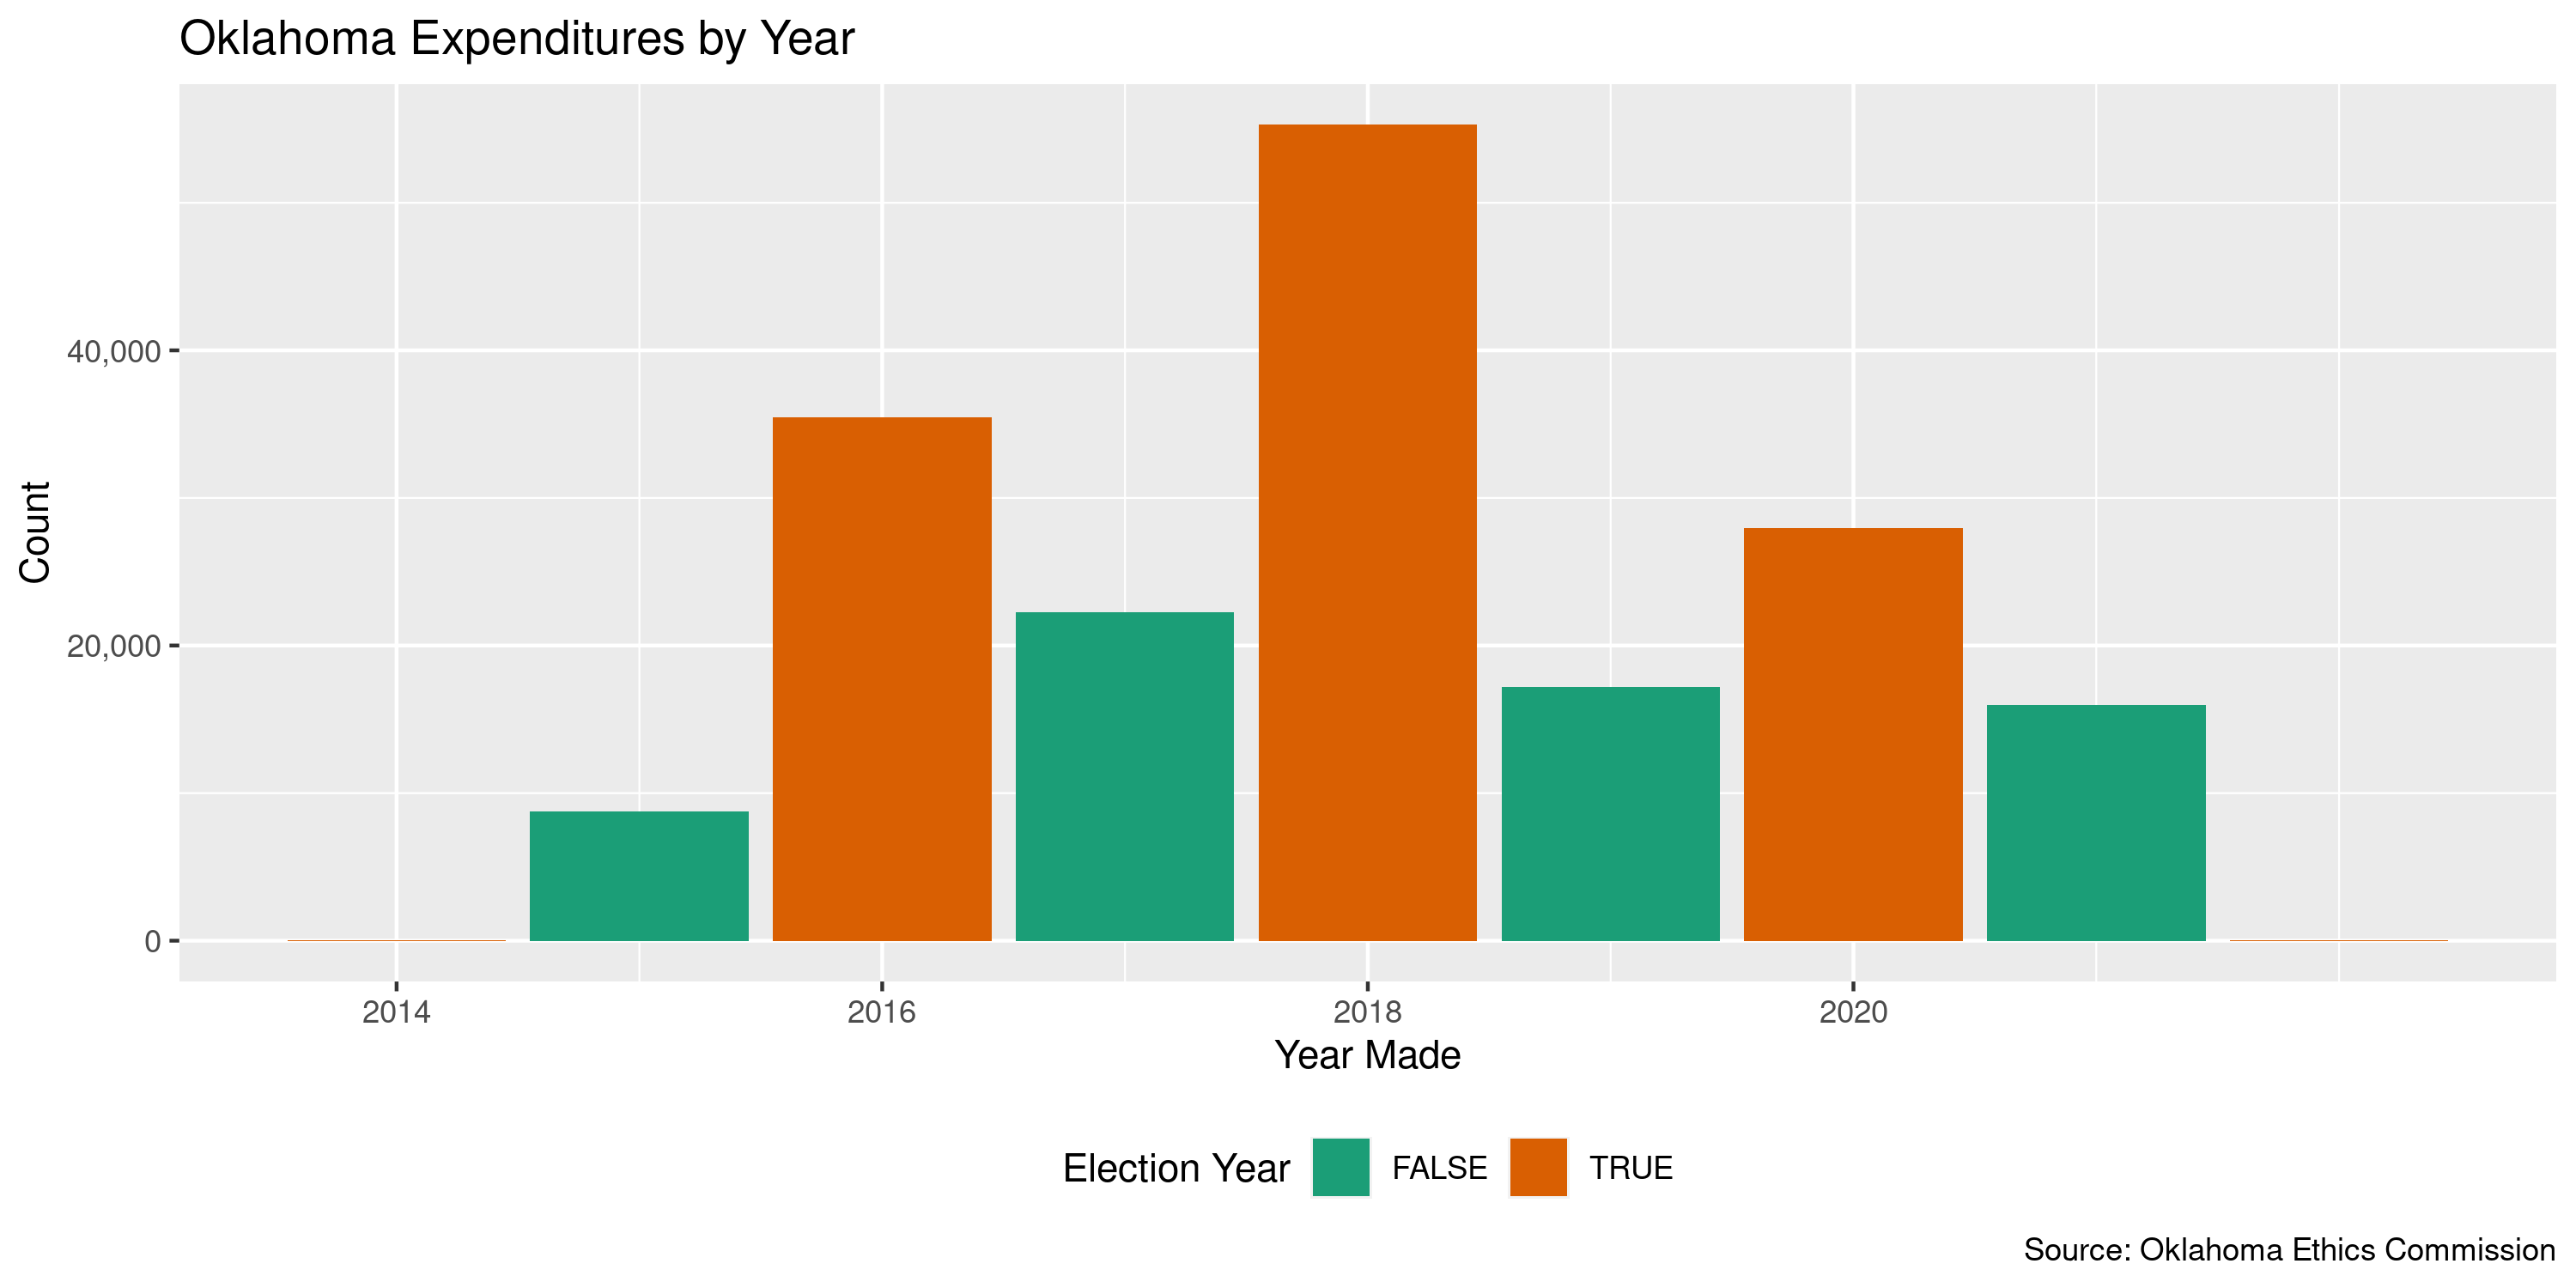 Oklahoma Expenditures by Year
Count
40,000
20,000
0
2014 2016 2018 2020
Year Made
Election Year FALSE TRUE
Source: Oklahoma Ethics Commission